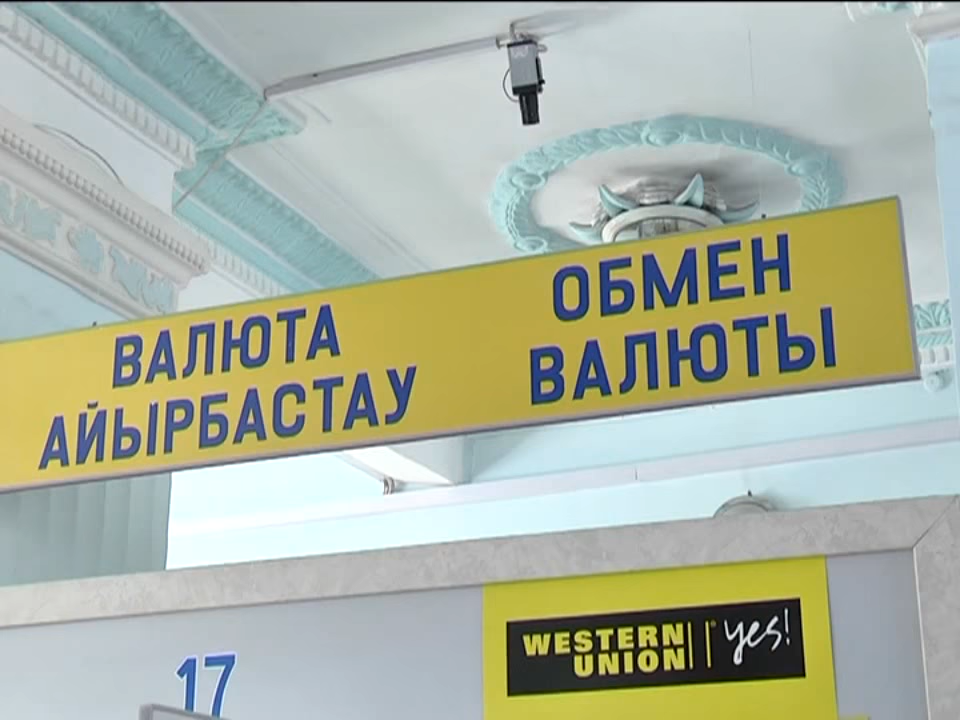 ВАЛЮТА
АЙЫРБАСТАУ
ОБМЕН
ВАЛЮТЫ
17
WESTERN
UNION
yes!